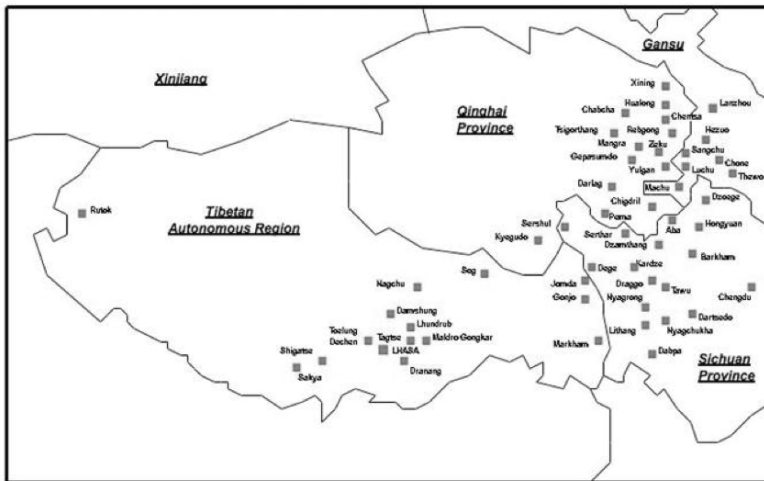 Gansu
Xinjiang
Xining
Qinghai
Province
Hualong
Lanzhou
Chabcha
Chentsa
Tsigorthang
Rebgong
Hezuo
Mangra
Zeku
Sangchu
Gepasumdo
Chone
Yulgan
Luchu
Thewo
Darlag
Machu
Dzoege
Chigdril
Rutok
Tibetan
Autonomous Region
Pema
Sershul
Aba
Hongyuan
Serthar
Kyegudo
Dzamthang
Barkham
Sog
Dege
Kardze
Nagchu
Jomda
Draggo
Tawu
Chengdu
Gonjo
Nyagrong
Damshung
Dartsedo
Lhundrub
Toelung
Dechen
Tagtse
Maldro Gongkar
Lithang
Nyagchukha
LHASA
Markham
Shigatse
Dabpa
Sakya
Dranang
Sichuan
Province